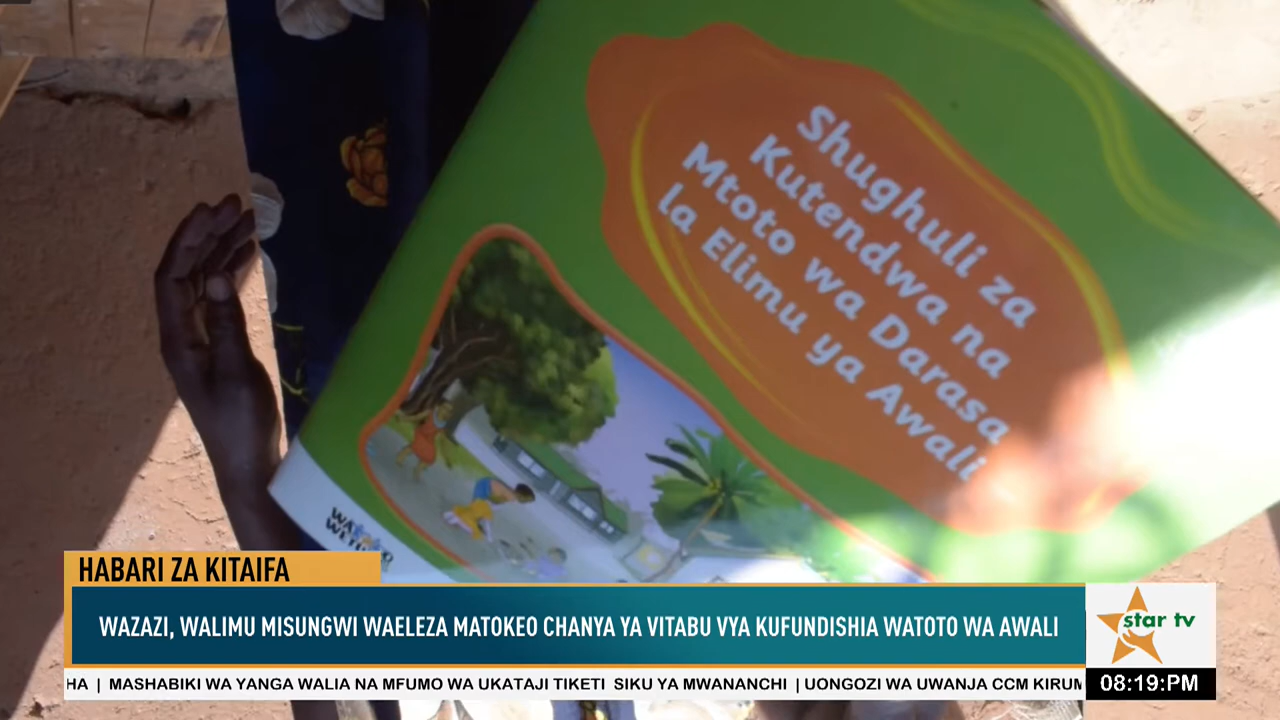 Shughuli za
Kutendwa na
Mtoto wa Darasa
la Elimu ya Awali
WATOTO
WETU
HABARI ZA KITAIFA
WAZAZI, WALIMU MISUNGWI WAELEZA MATOKEO CHANYA YA VITABU VYA KUFUNDISHIA WATOTO WA AWALI
star tv
HA | MASHABIKI WA YANGA WALIA NA MFUMO WA UKATAJI TIKETI SIKU YA MWANANCHI | UONGOZI WA UWANJA CCM KIRUM
08:19:PM